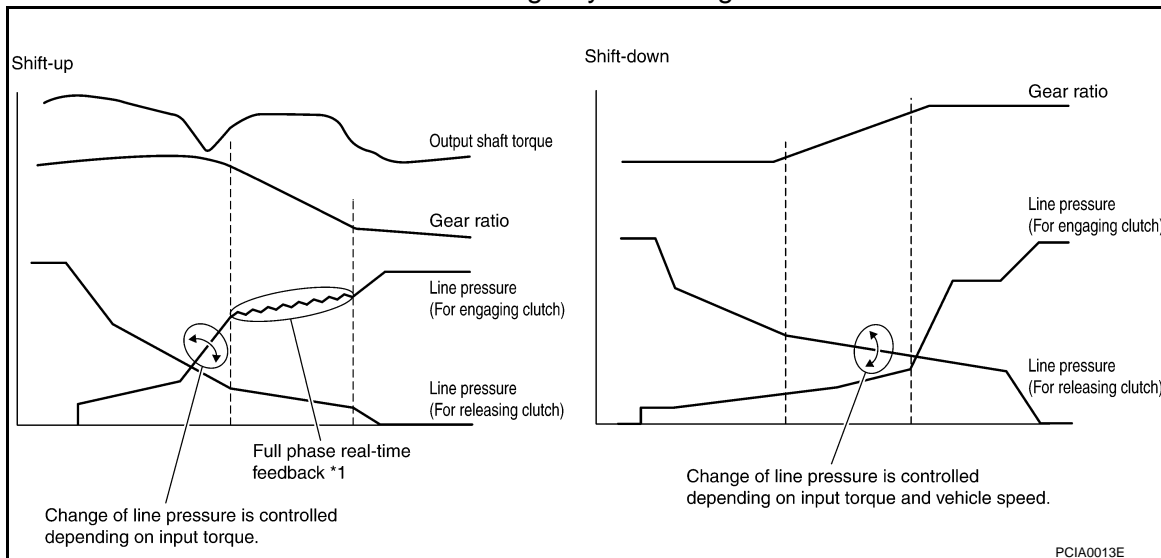 Shift-up
Output shaft torque
Gear ratio
Line pressure
(For engaging clutch)
Line pressure
(For releasing clutch)
Full phase real-time
feedback *1
Change of line pressure is controlled
depending on input torque.
Shift-down
Gear ratio
Line pressure
(For engaging clutch)
Line pressure
(For releasing clutch)
Change of line pressure is controlled
depending on input torque and vehicle speed.
PCIA0013E